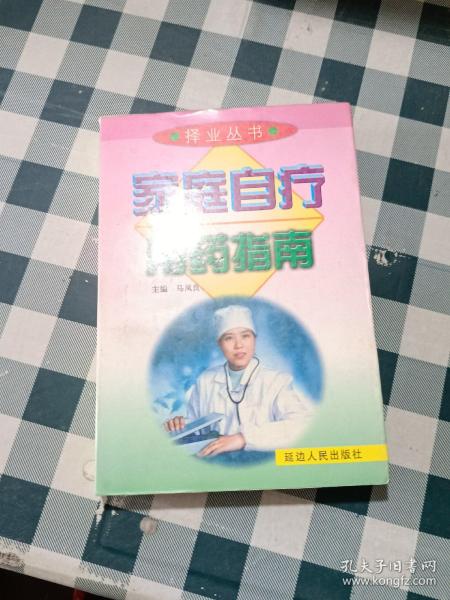 择业丛书
家庭自疗
用药指南
主编 马凤良
延边人民出版社
孔夫子旧书网
www.kongfz.com